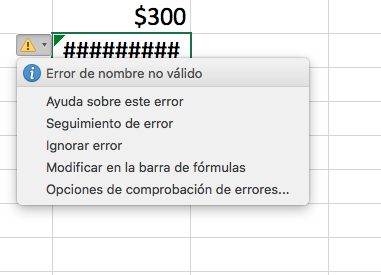 $300
#########
Error de nombre no válido
Ayuda sobre este error
Seguimiento de error
Ignorar error
Modificar en la barra de fórmulas
Opciones de comprobación de errores...